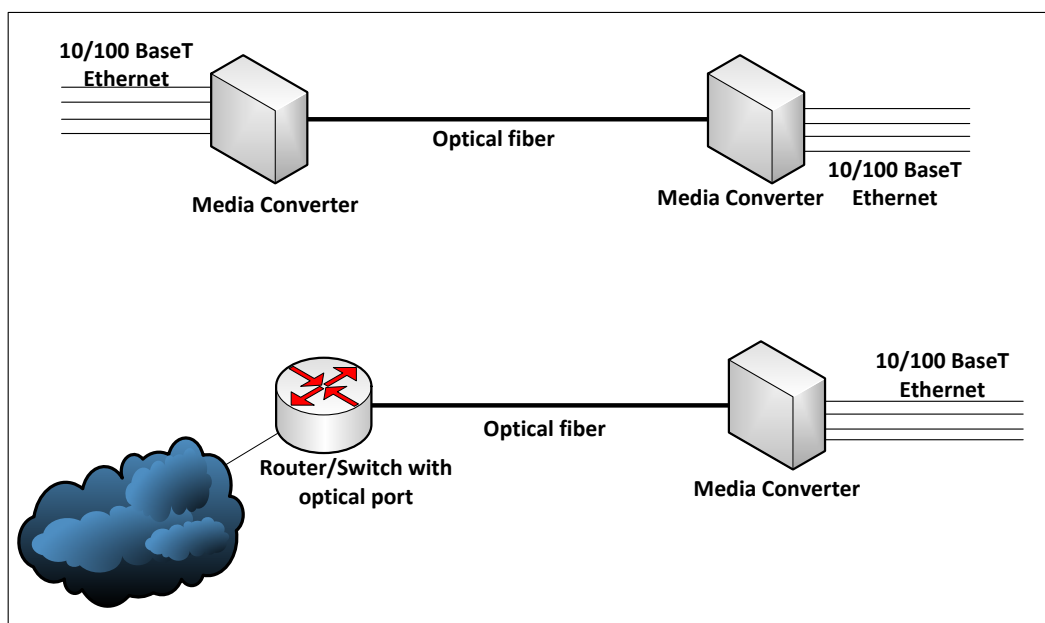 10/100 BaseT
Ethernet
Optical fiber
Media Converter
Media Converter
10/100 BaseT
Ethernet
10/100 BaseT
Ethernet
Optical fiber
Router/Switch with
optical port
Media Converter